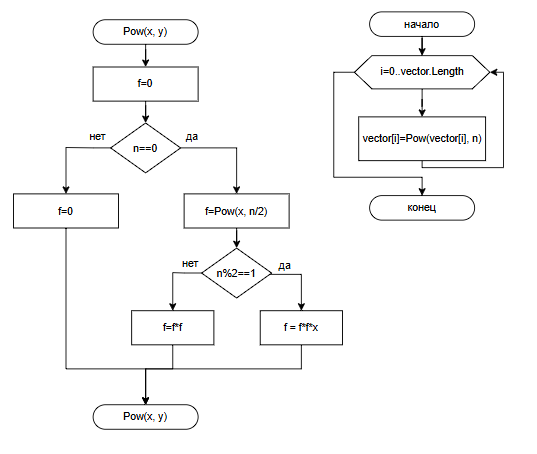 Pow(x, y)
f=0
n==0
нет
да
f=0
f=Pow(x, n/2)
n%2==1
нет
да
f=f*f
f = f*f*x
Pow(x, y)
начало
i=0..vector.Length
vector[i]=Pow(vector[i], n)
конец